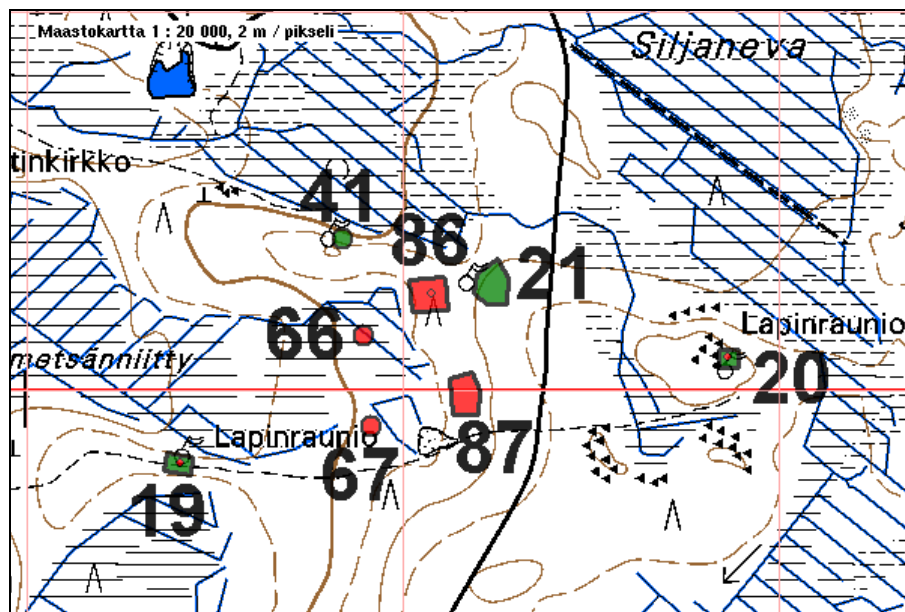 Maastokartta 1 : 20 000, 2 m / pikseli
Siljaneva
tinkirkko
41
86
21
66
Lapinraunio
metsänniitty
20
Lapinraunio
87
67
19